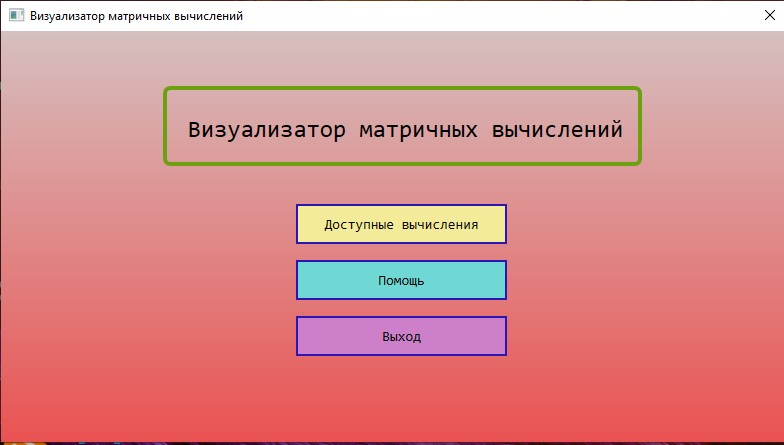 Визуализатор матричных вычислений
Визуализатор матричных вычислений
Доступные вычисления
Помощь
Выход